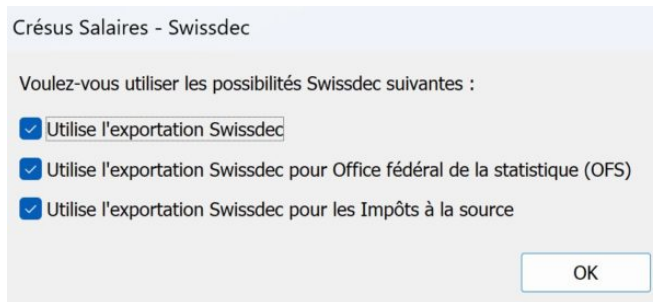 Crésus Salaires - Swissdec
Voulez-vous utiliser les possibilités Swissdec suivantes :
Utilise l'exportation Swissdec
Utilise l'exportation Swissdec pour Office fédéral de la statistique (OFS)
Utilise l'exportation Swissdec pour les Impôts à la source
OK